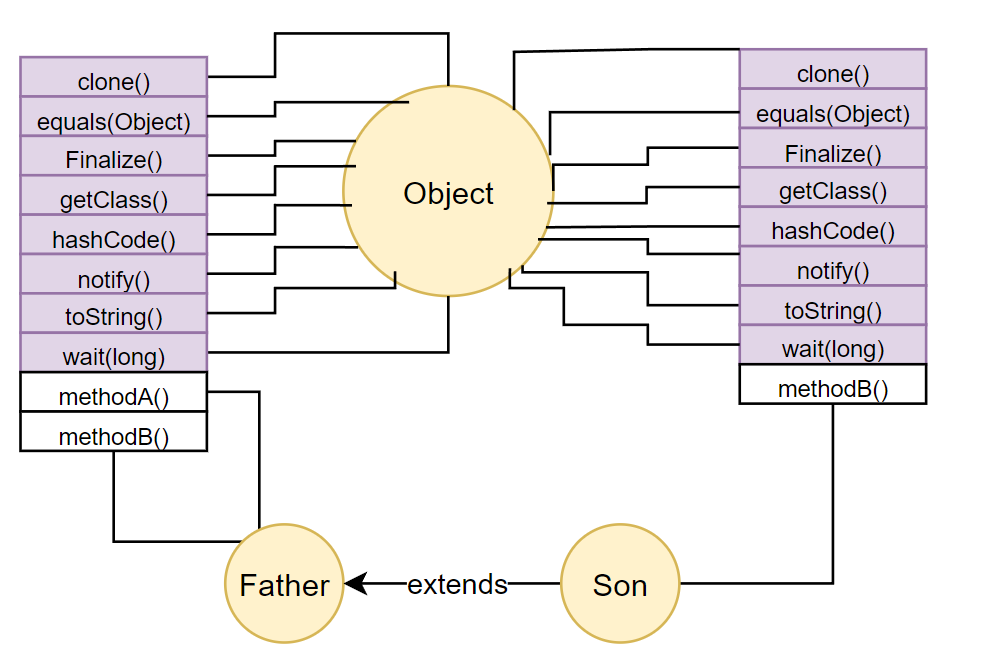 clone()
equals(Object)
Finalize()
getClass()
hashCode()
notify()
toString()
wait(long)
methodA()
methodB()
Object
clone()
equals(Object)
Finalize()
getClass()
hashCode()
notify()
toString()
wait(long)
methodB()
Father
extends
Son